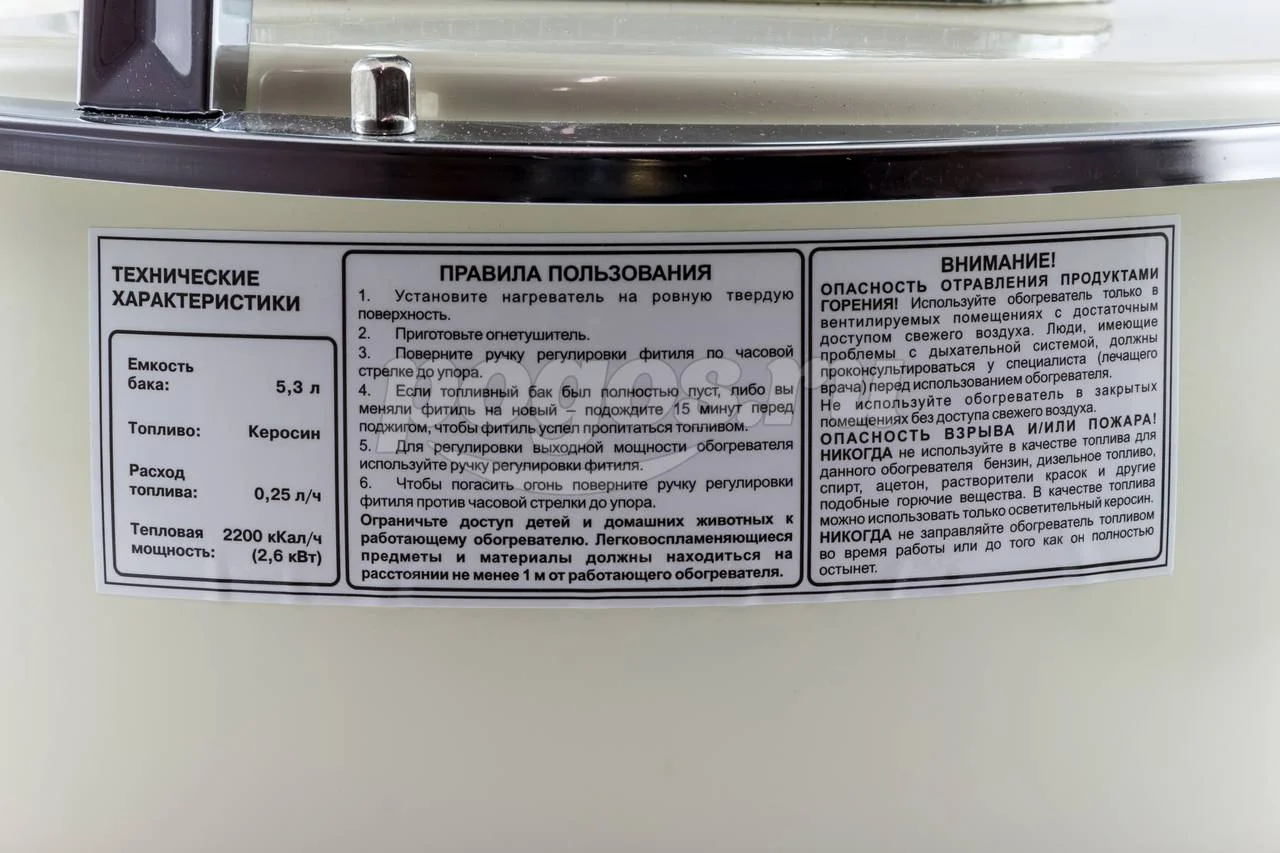 ТЕХНИЧЕСКИЕ
ХАРАКТЕРИСТИКИ
Емкость
бака: 5,3 л
Топливо: Керосин
Расход
топлива: 0,25 л/ч
Тепловая 2200 кКал/ч
мощность: (2,6 кВт)
ПРАВИЛА ПОЛЬЗОВАНИЯ
1. Установите нагреватель на ровную твердую
поверхность.
2. Приготовьте огнетушитель.
3. Поверните ручку регулировки фитиля по часовой
стрелке до упора.
4. Если топливный бак был полностью пуст, либо вы
меняли фитиль на новый – подождите 15 минут перед
поджигом, чтобы фитиль успел пропитаться топливом.
5. Для регулировки выходной мощности обогревателя
используйте ручку регулировки фитиля.
6. Чтобы погасить огонь поверните ручку регулировки
фитиля против часовой стрелки до упора.
Ограничьте доступ детей и домашних животных к
работающему обогревателю. Легковоспламеняющиеся
предметы и материалы должны находиться на
расстоянии не менее 1 м от работающего обогревателя.
ВНИМАНИЕ!
ОПАСНОСТЬ ОТРАВЛЕНИЯ ПРОДУКТАМИ
ГОРЕНИЯ! Используйте обогреватель только в
вентилируемых помещениях с достаточным
доступом свежего воздуха. Люди, имеющие
проблемы с дыхательной системой, должны
проконсультироваться у специалиста (лечащего
врача) перед использованием обогревателя.
Не используйте обогреватель в закрытых
помещениях без доступа свежего воздуха.
ОПАСНОСТЬ ВЗРЫВА И/ИЛИ ПОЖАРА!
НИКОГДА не используйте в качестве топлива для
данного обогревателя бензин, дизельное топливо,
спирт, ацетон, растворители красок и другие
подобные горючие вещества. В качестве топлива
можно использовать только осветительный керосин.
НИКОГДА не заправляйте обогреватель топливом
во время работы или до того как он полностью
остынет.
pogos.ru